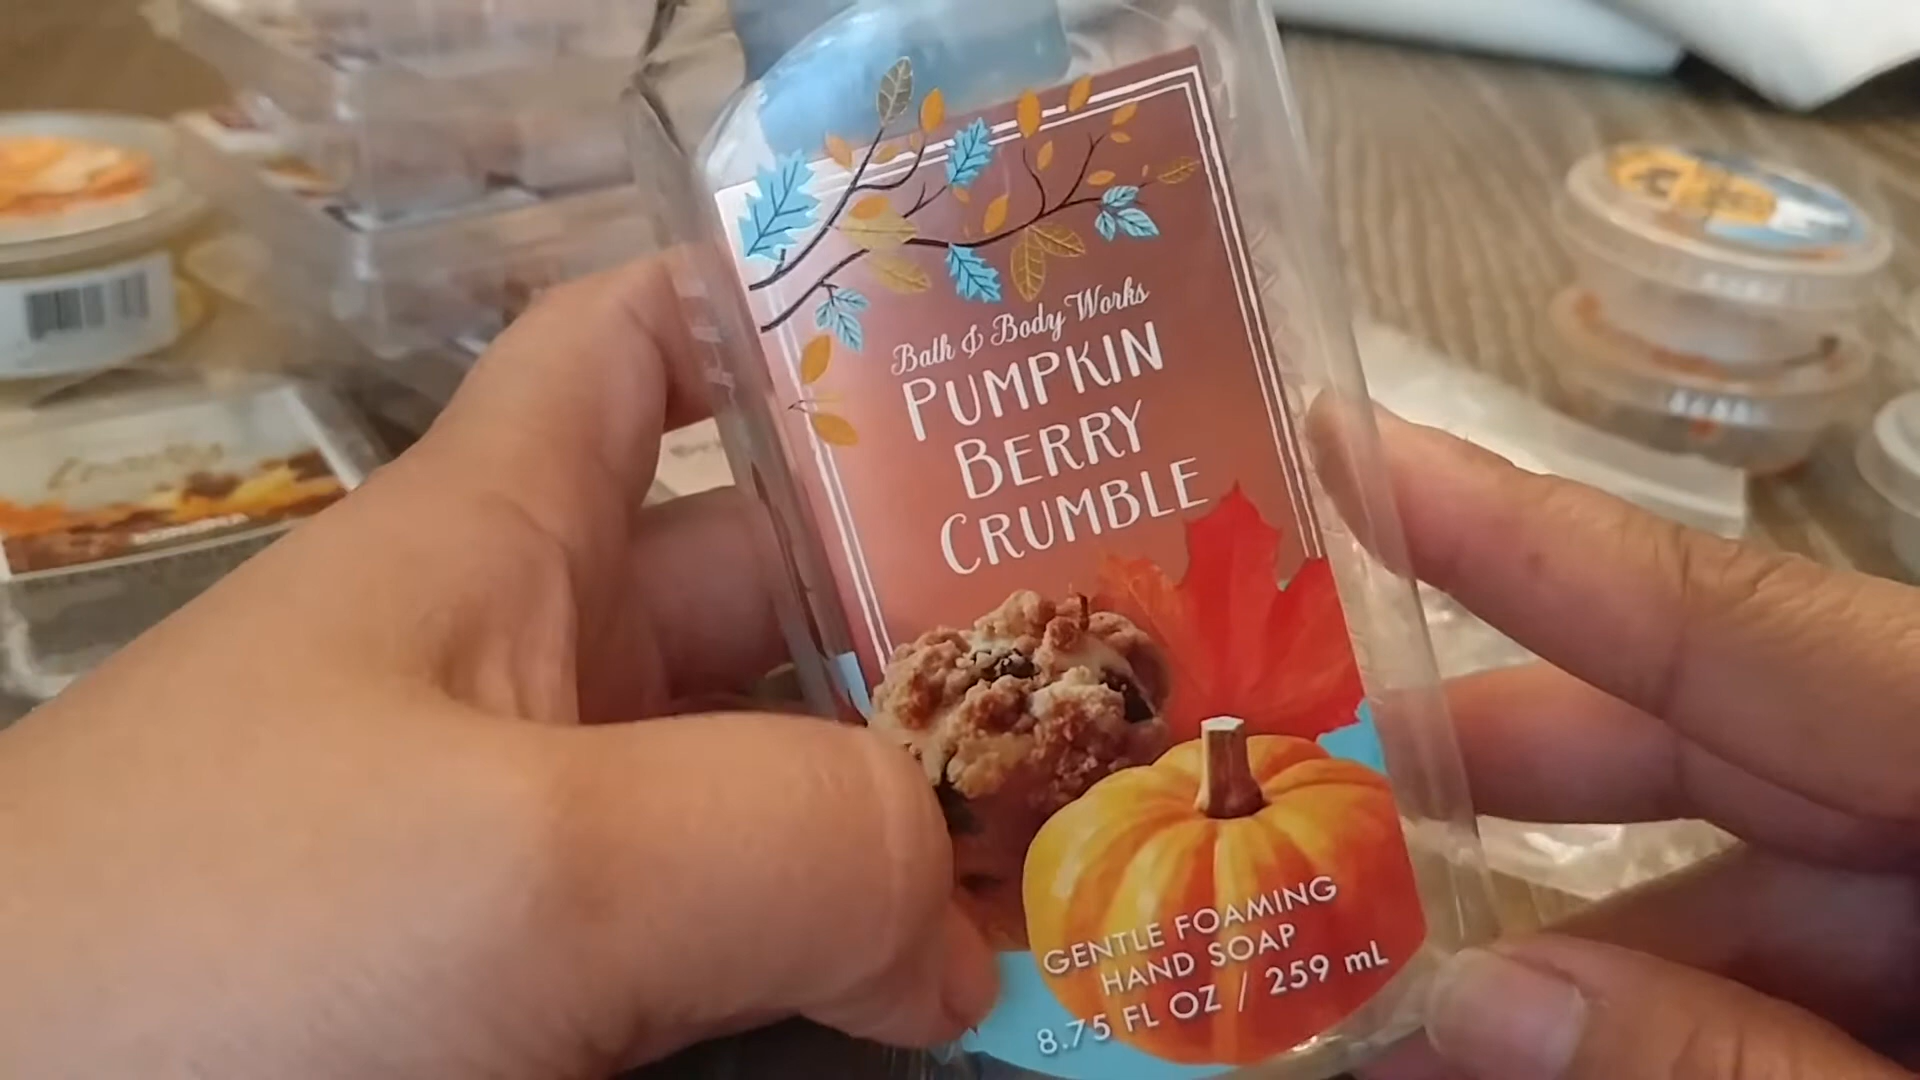 Bath & Body Works
PUMPKIN
BERRY
CRUMBLE
GENTLE FOAMING
HAND SOAP
8.75 FL OZ / 259 mL